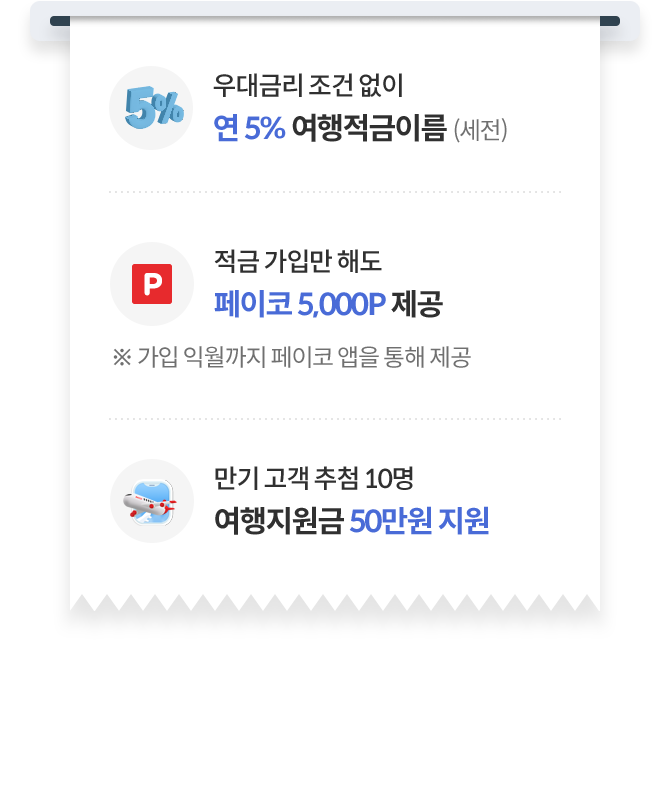 5%
우대금리 조건 없이
연 5% 여행적금이름 (세전)
P
적금 가입만 해도
페이코 5,000P 제공
※ 가입 익월까지 페이코 앱을 통해 제공
만기 고객 추첨 10명
여행지원금 50만원 지원